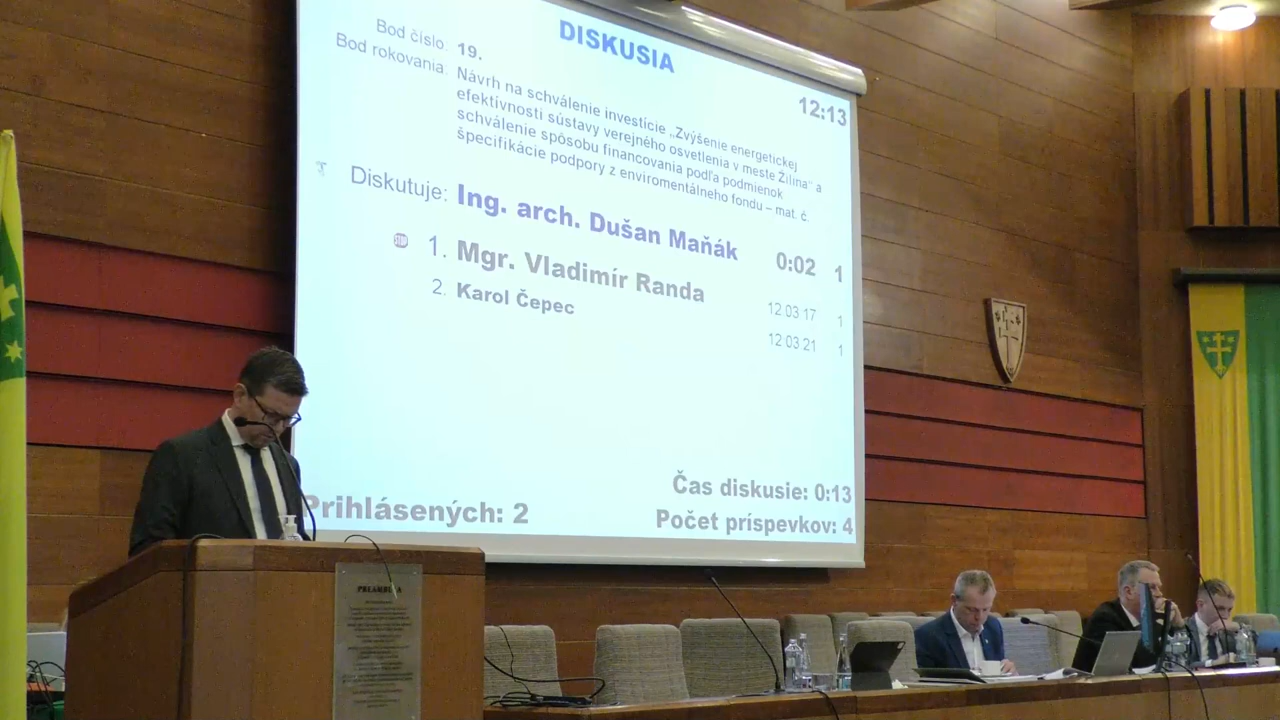 DISKUSIA
Bod číslo: 19.
12:13
Bod rokovania: Návrh na schválenie investície „Zvýšenie energetickej
efektívnosti sústavy verejného osvetlenia v meste Žilina“ a
schválenie spôsobu financovania podľa podmienok
špecifikácie podpory z enviromentálneho fondu – mat. č.
Diskutuje: Ing. arch. Dušan Maňák 0:02 1
STOP 1. Mgr. Vladimír Randa 12 03 17 1
2. Karol Čepec 12 03 21 1
Čas diskusie: 0:13
Prihlásených: 2
Počet príspevkov: 4
PREAMBULA